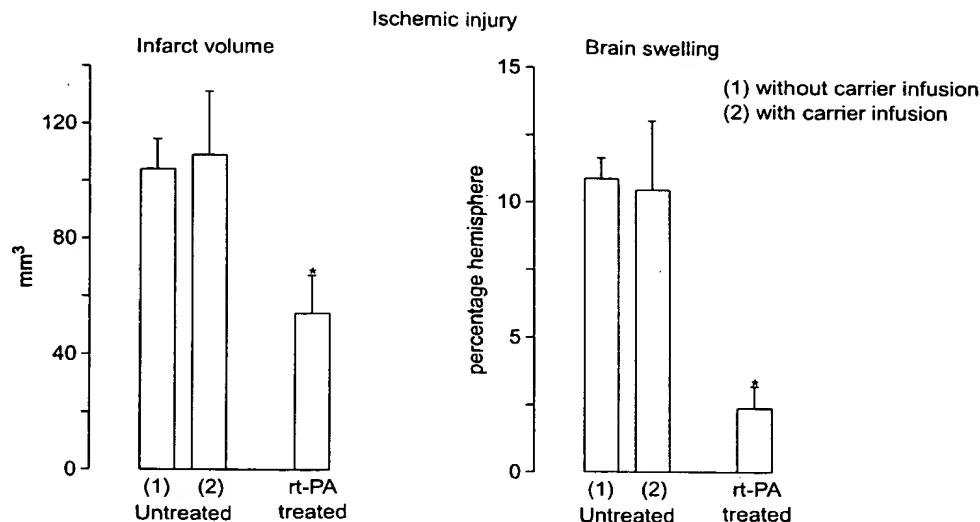 Ischemic injury
Infarct volume
mm³
120
80
40
0
(1) (2) rt-PA
Untreated treated
*
Brain swelling
percentage hemisphere
15
10
5
0
(1) (2) rt-PA
Untreated treated
*
(1) without carrier infusion
(2) with carrier infusion